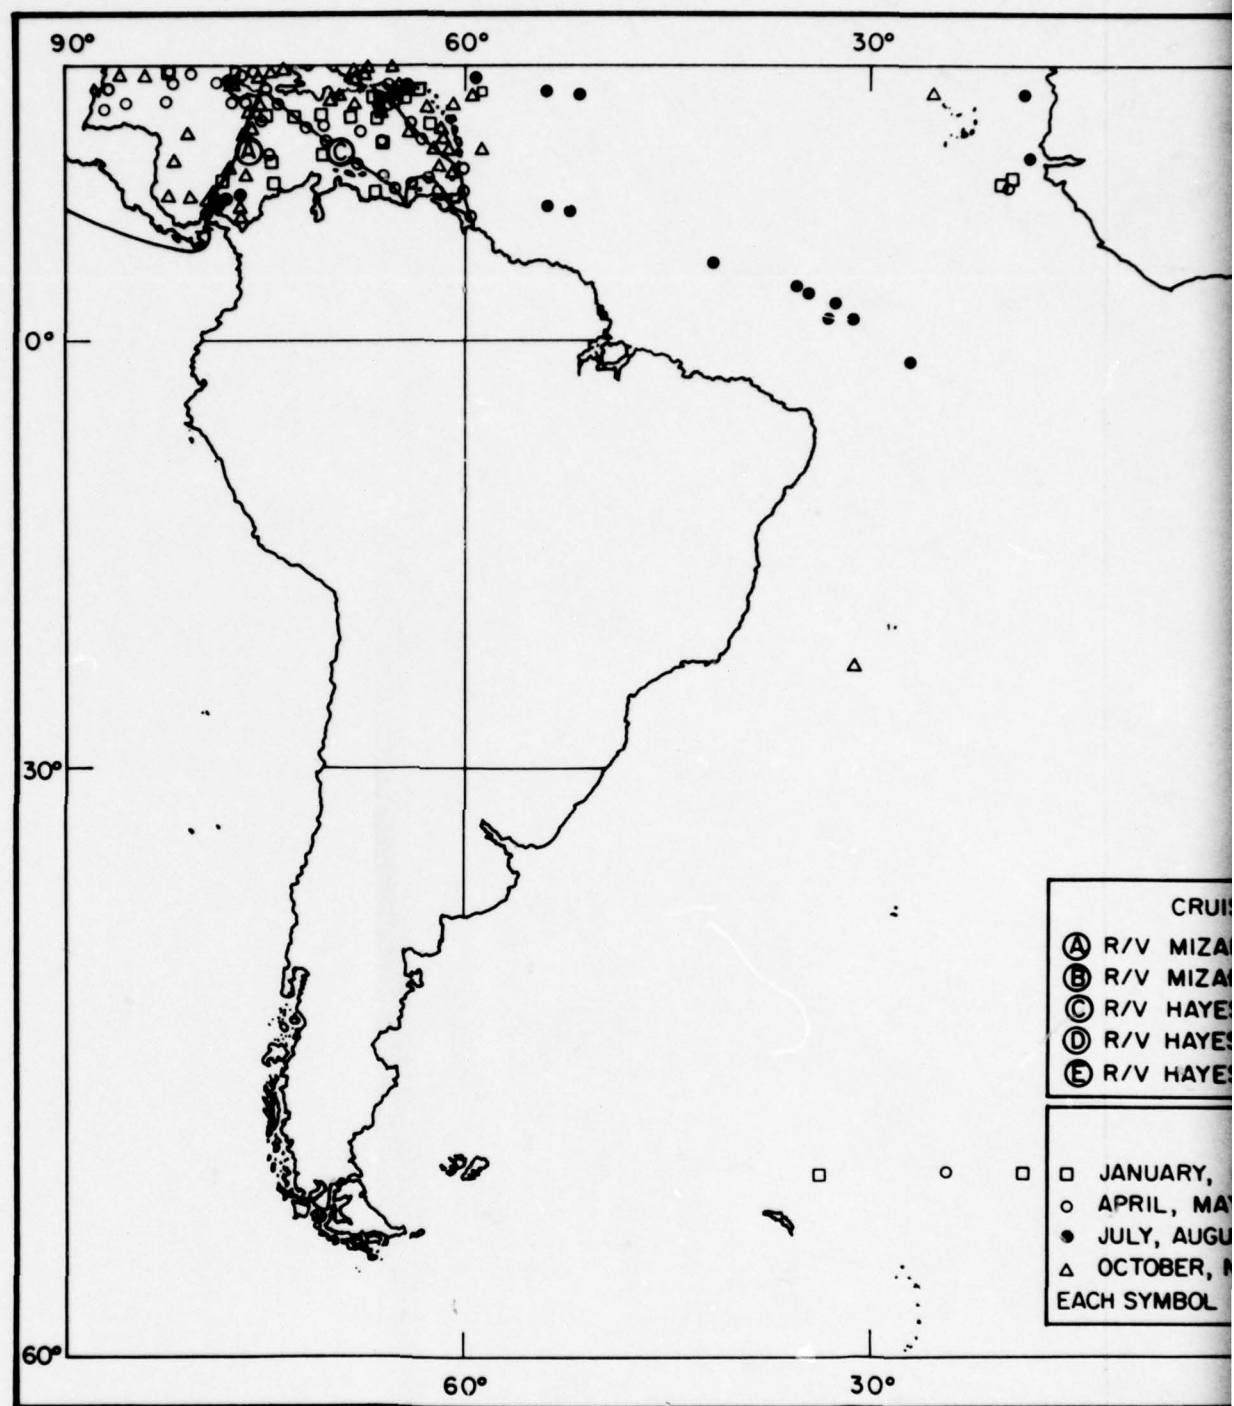 90° 60° 30°
A C
0°
30°
CRUIS
A R/V MIZA
B R/V MIZA
C R/V HAYES
D R/V HAYES
E R/V HAYES
JANUARY,
APRIL, MAY
JULY, AUGU
OCTOBER, N
EACH SYMBOL
60°
60° 30°